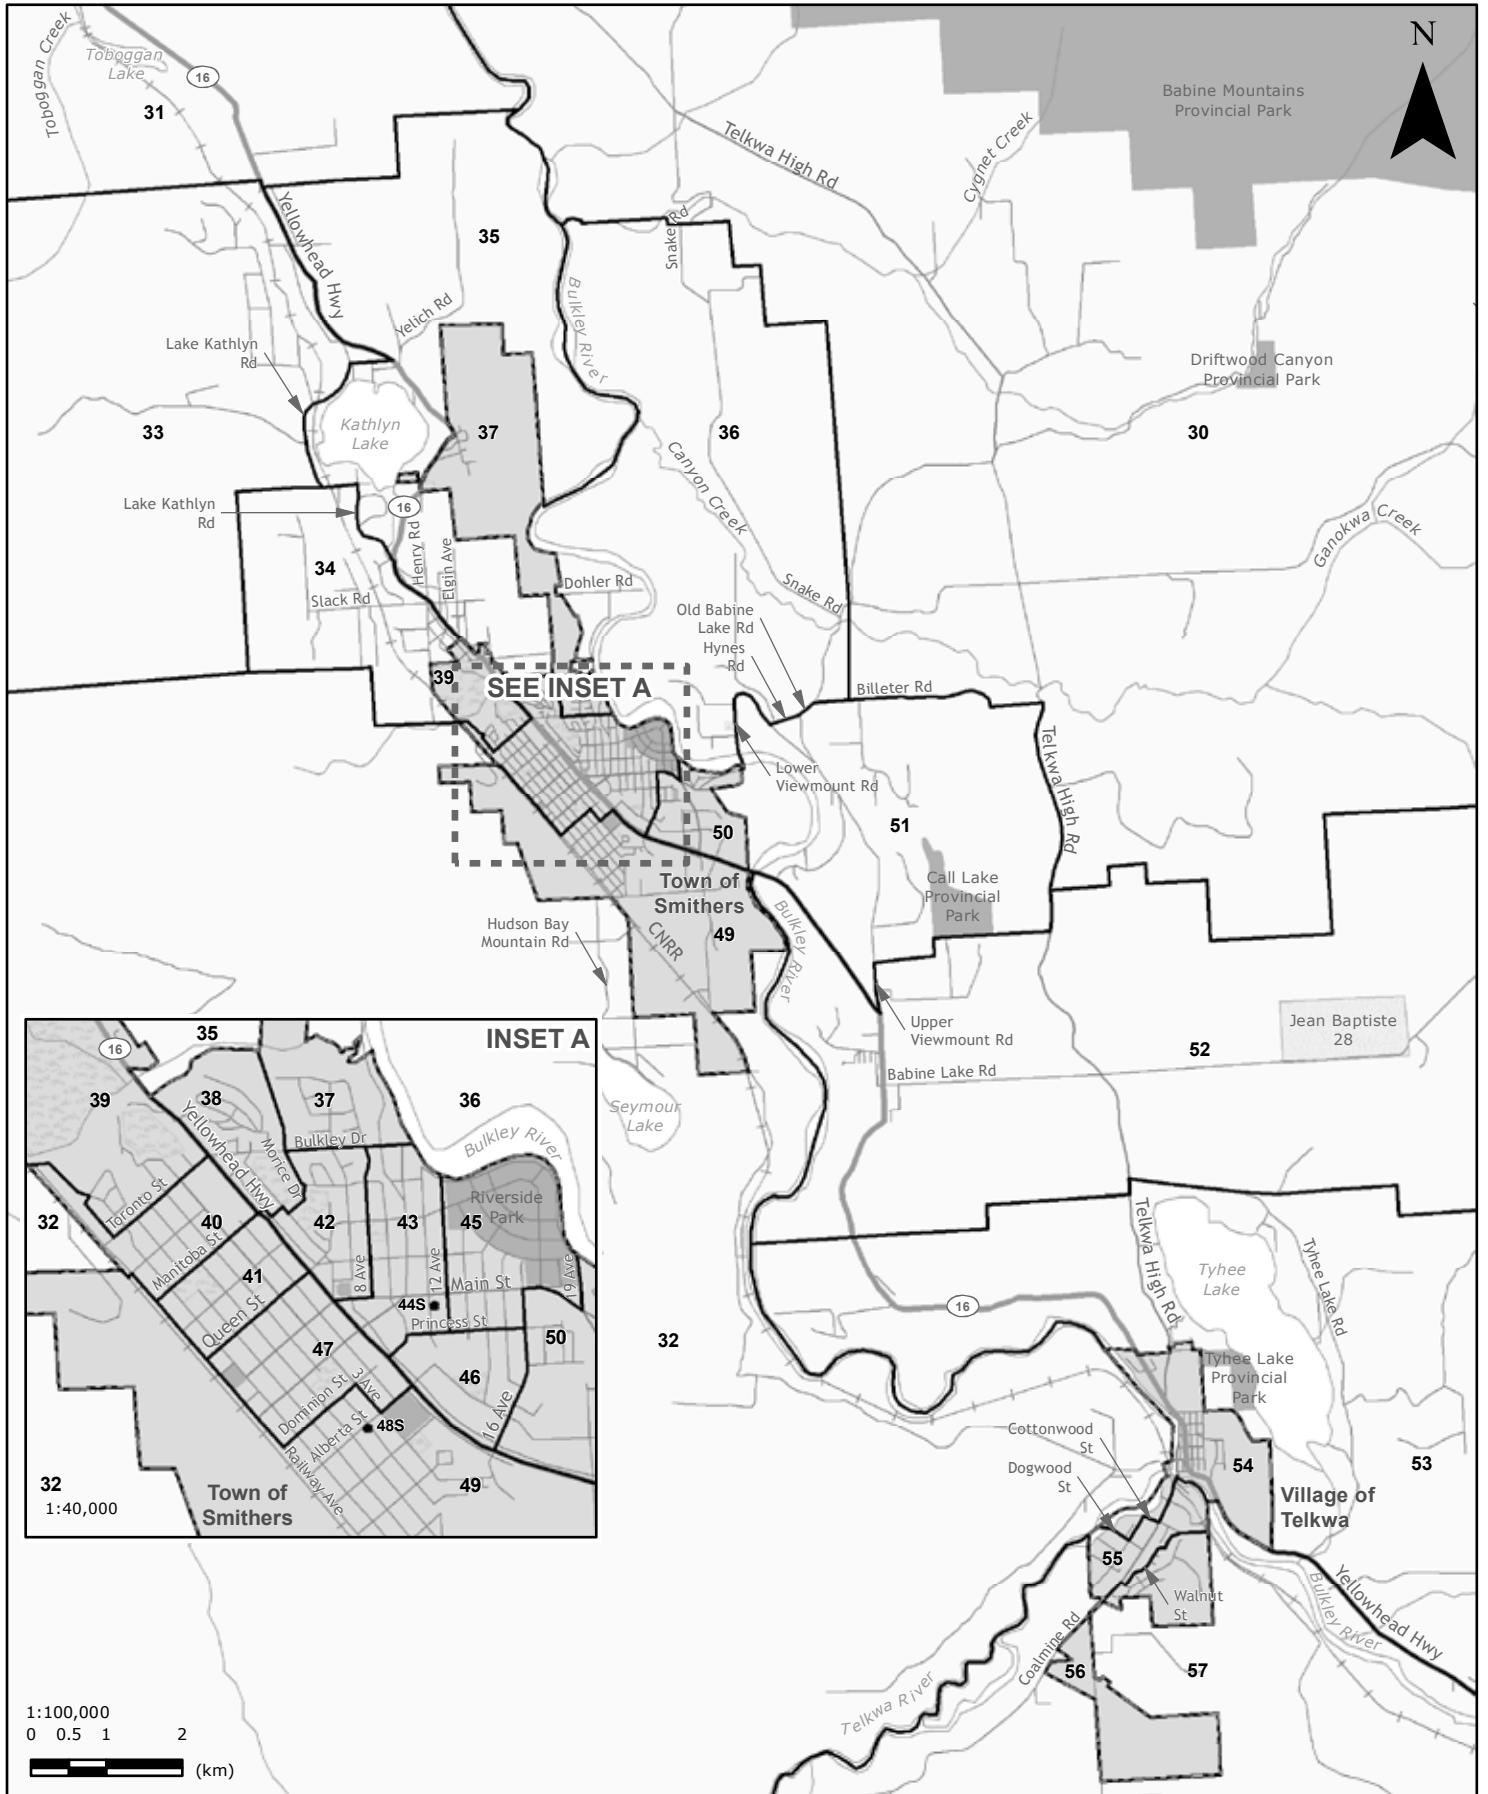 Toboggan Creek
Toboggan
Lake
16
31
N
Babine Mountains
Provincial Park
Telkwa High Rd
Cygnet Creek
Yellowhead Hwy
35
Snake Rd
Bulkley River
Yelich Rd
Lake Kathlyn
Rd
Driftwood Canyon
Provincial Park
33
Kathlyn
Lake
37
36
30
Canyon Creek
Lake Kathlyn
Rd
16
Ganokwa Creek
Henry Rd
Elgin Ave
34
Slack Rd
Dohler Rd
Snake Rd
Old Babine
Lake Rd
Hynes
Rd
39
SEE INSET A
Billeter Rd
Telkwa High Rd
Lower
Viewmount Rd
50
51
Call Lake
Provincial
Park
Town of
Smithers
49
Hudson Bay
Mountain Rd
CNRR
Bulkley River
Upper
Viewmount Rd
Jean Baptiste
28
52
Babine Lake Rd
Seymour
Lake
INSET A
35
16
39
38
37
36
Yellowhead Hwy
Morice Dr
Bulkley Dr
Bulkley River
Riverside
Park
Toronto St
32
40
42
43
45
Manitoba St
41
8 Ave
12 Ave
Main St
19 Ave
44S
Princess St
Queen St
47
50
46
3 Ave
Dominion St
16 Ave
Alberta St
48S
Railway Ave
49
32
1:40,000
Town of
Smithers
32
Telkwa High Rd
Tyhee
Lake
Tyhee Lake Rd
16
Tyhee Lake
Provincial
Park
Cottonwood
St
Dogwood
St
54
53
Village of
Telkwa
55
Walnut
St
Yellowhead Hwy
Bulkley River
Coalmine Rd
56
57
Telkwa River
1:100,000
0 0.5 1 2
(km)